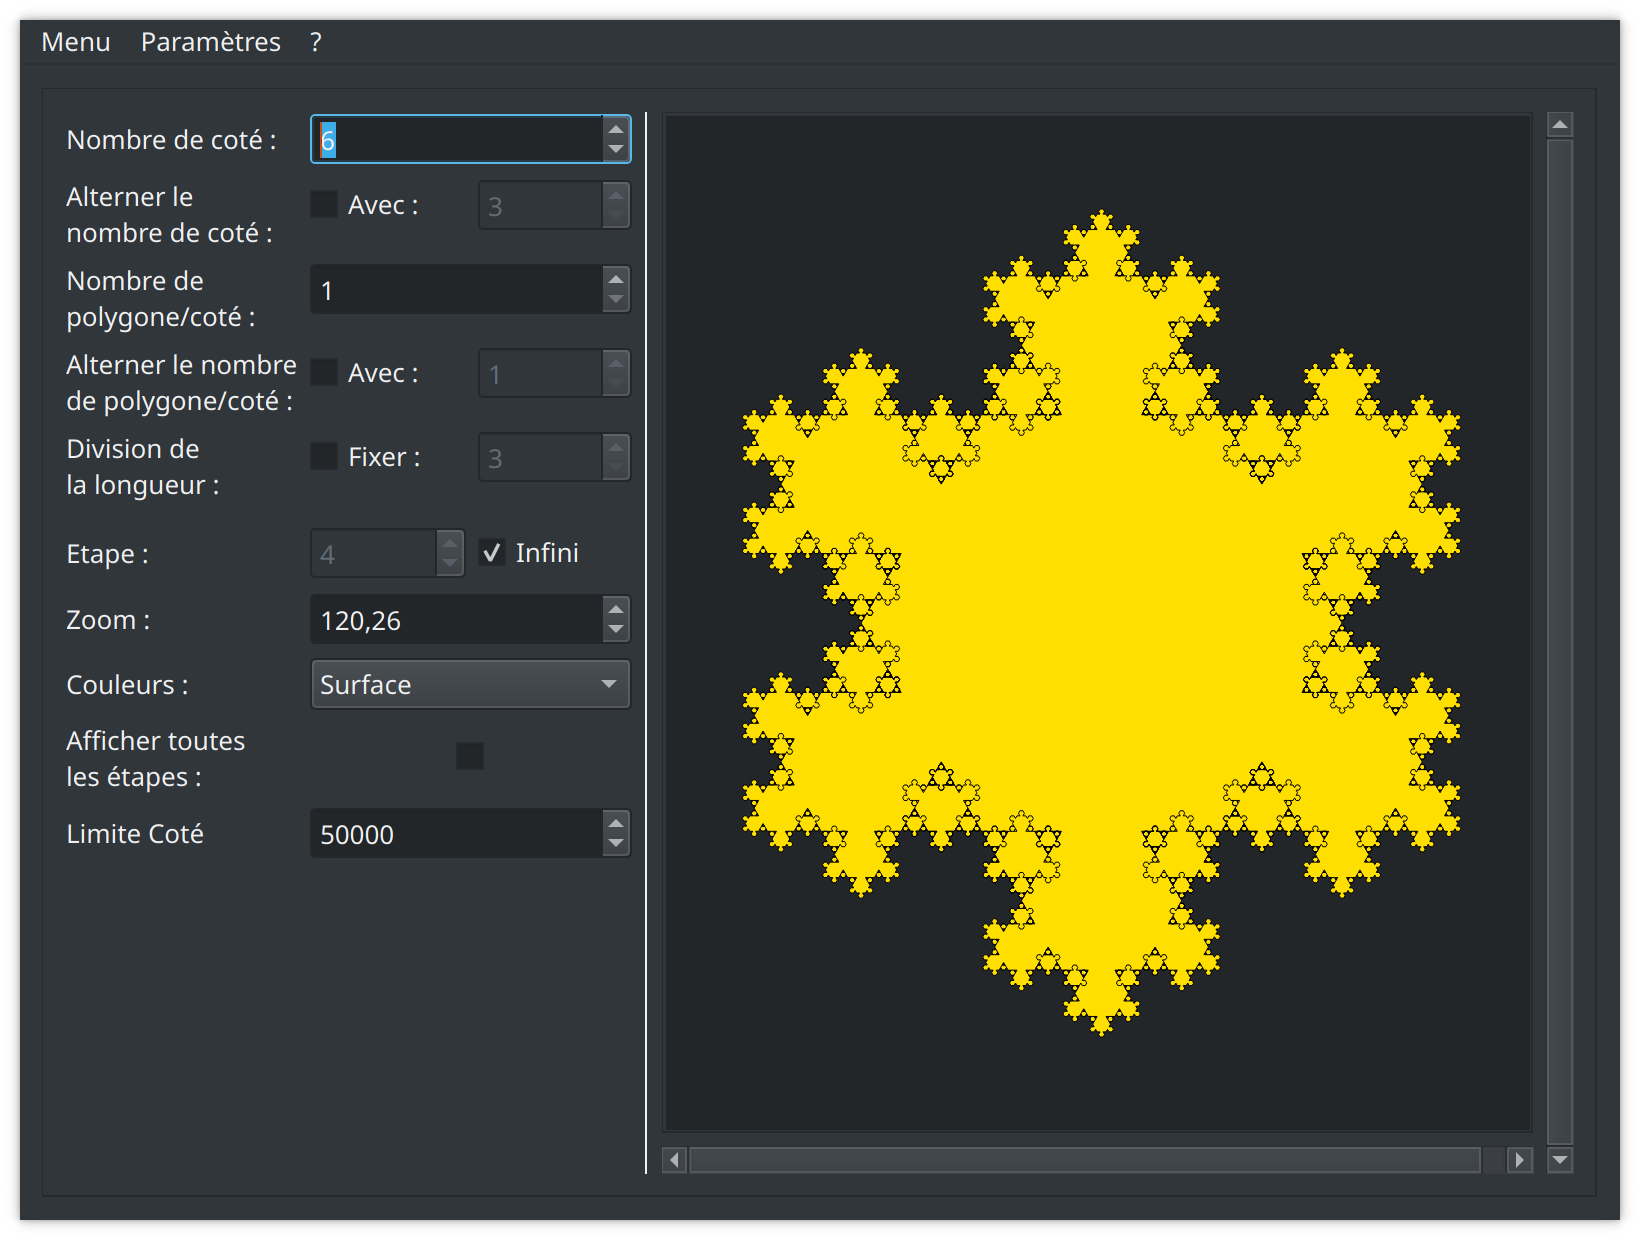 Menu Paramètres ?
Nombre de coté : 6
Alterner le
nombre de coté : Avec : 3
Nombre de
polygone/coté : 1
Alterner le nombre
de polygone/coté : Avec : 1
Division de
la longueur : Fixer : 3
Etape : 4 Infini
Zoom : 120,26
Couleurs : Surface
Afficher toutes
les étapes :
Limite Coté 50000